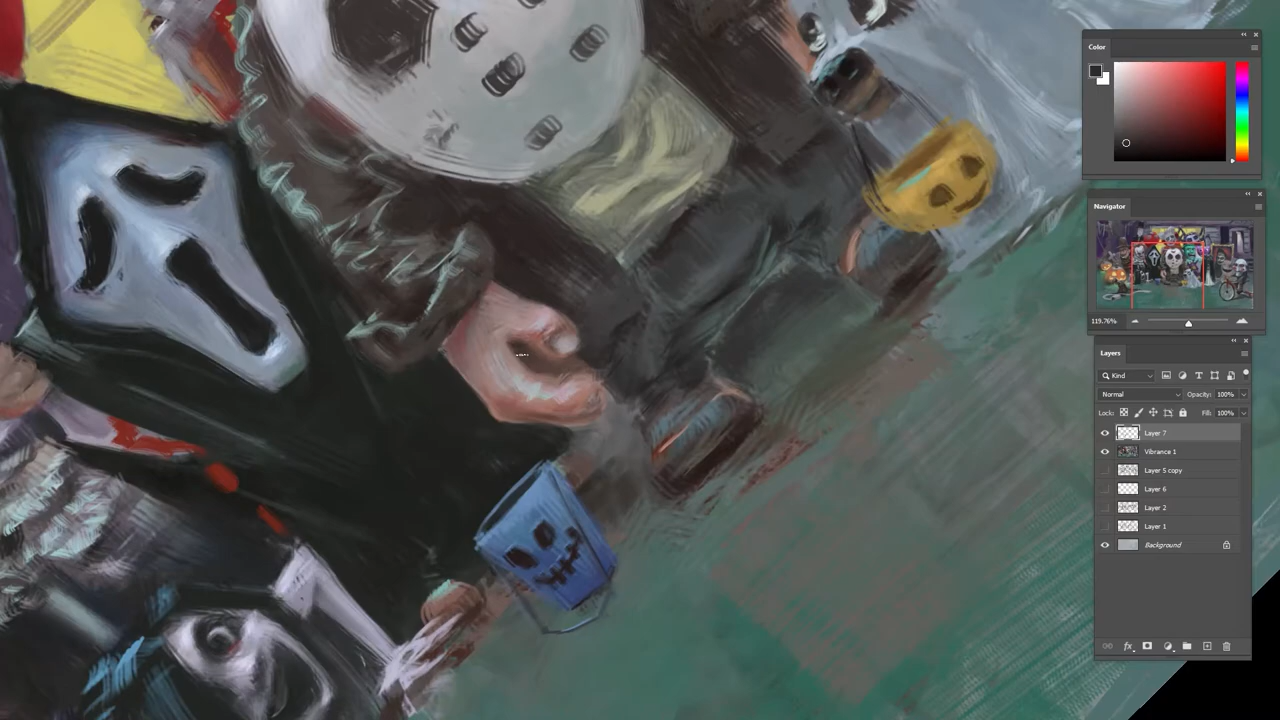 Color
Navigator
119.76%
Layers
Kind
Normal
Opacity: 100%
Lock:
Fill: 100%
Layer 7
Vibrance 1
Layer 5 copy
Layer 6
Layer 2
Layer 1
Background
fx